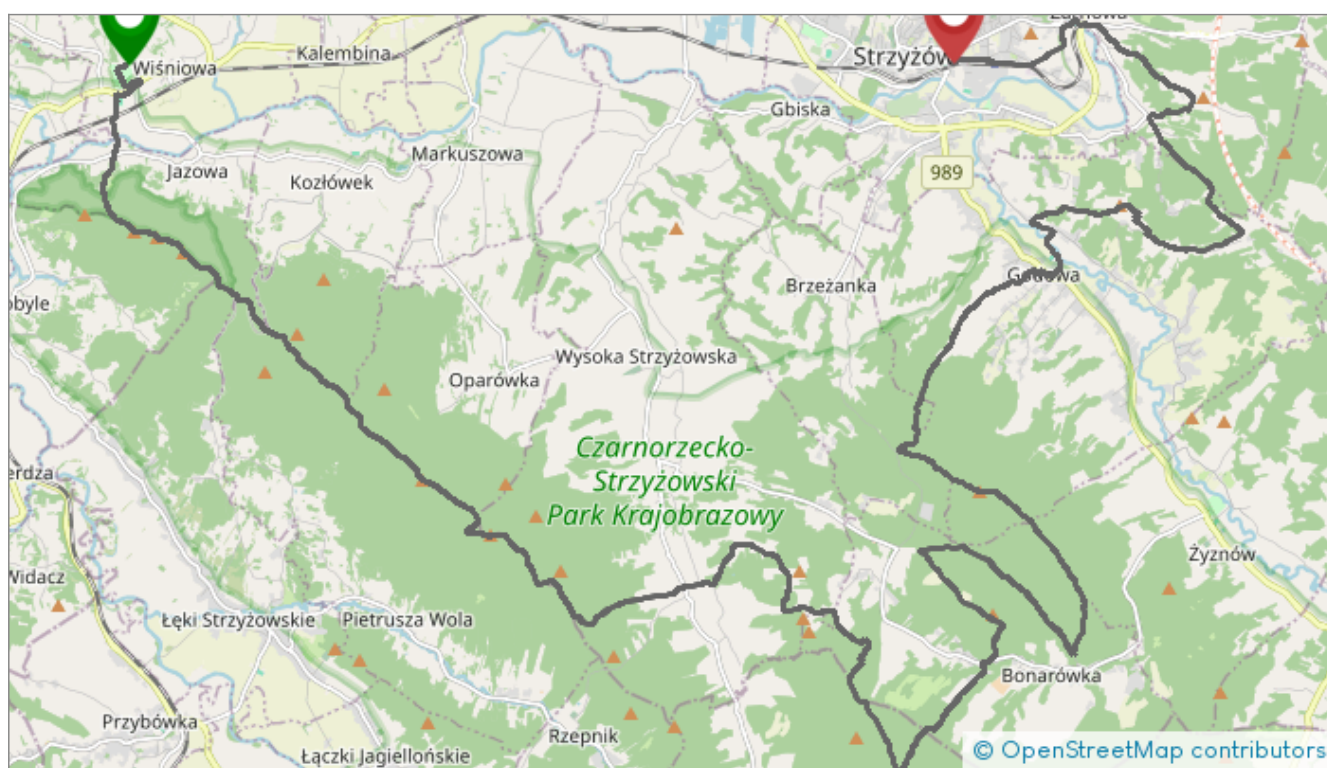 Kalembina
Wiśniowa
Strzyżów
Gbiska
Markuszowa
Jazowa
Kozłówek
989
Brzeżanka
Godowa
Wysoka Strzyżowska
Oparówka
Czarnorzecko-
Strzyżowski
Park Krajobrazowy
Żyznów
Widacz
Łęki Strzyżowskie
Pietrusza Wola
Bonarówka
Przybówka
Rzepnik
Łączki Jagiellońskie
© OpenStreetMap contributors